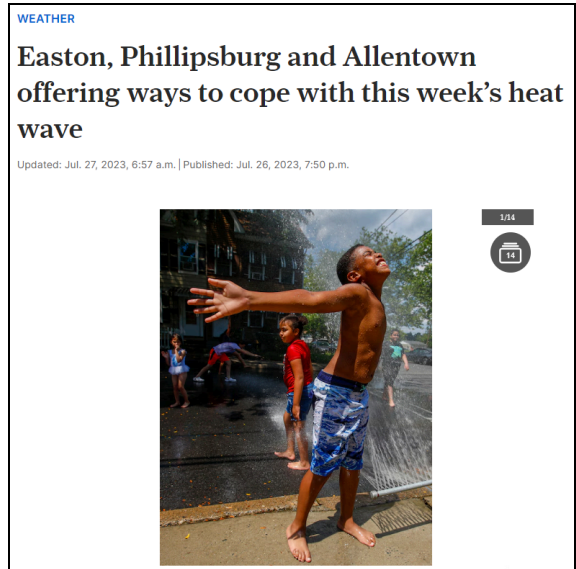 WEATHER
Easton, Phillipsburg and Allentown
offering ways to cope with this week’s heat
wave
Updated: Jul. 27, 2023, 6:57 a.m. | Published: Jul. 26, 2023, 7:50 p.m.
1/14
14